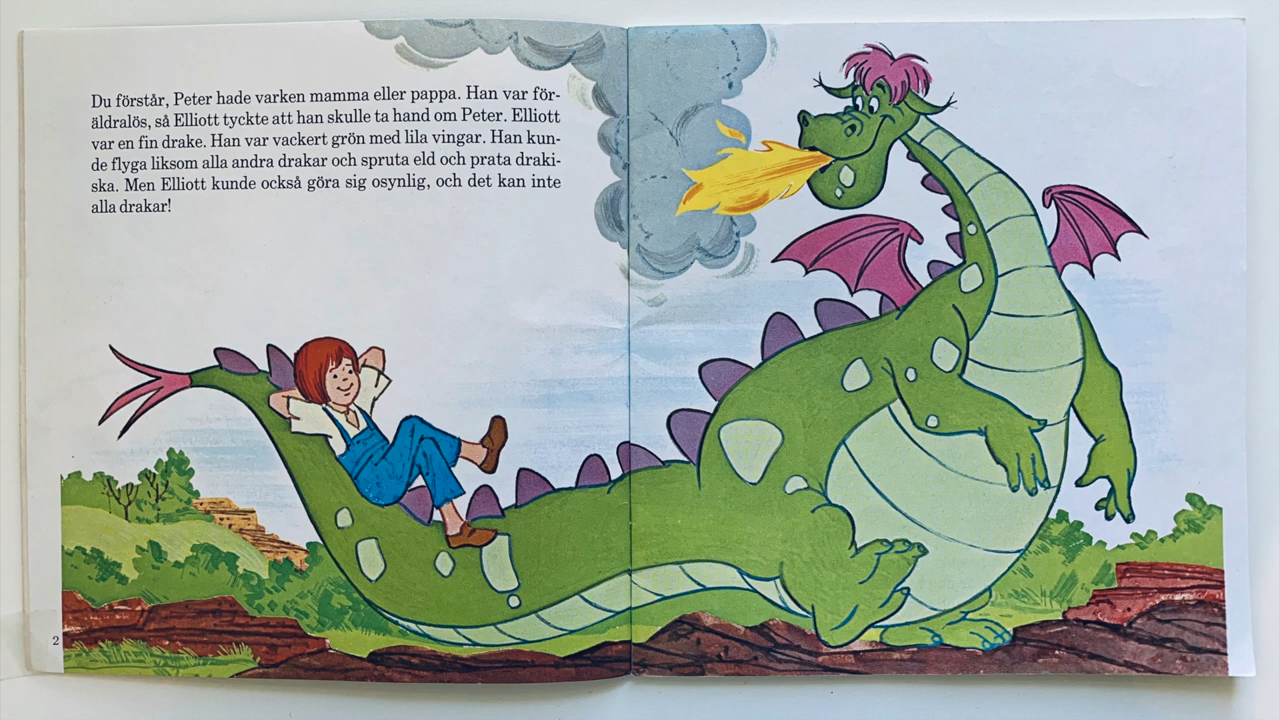 Du förstår, Peter hade varken mamma eller pappa. Han var för-
äldralös, så Elliott tyckte att han skulle ta hand om Peter. Elliott
var en fin drake. Han var vackert grön med lila vingar. Han kun-
de flyga liksom alla andra drakar och spruta eld och prata draki-
ska. Men Elliott kunde också göra sig osynlig, och det kan inte
alla drakar!
2